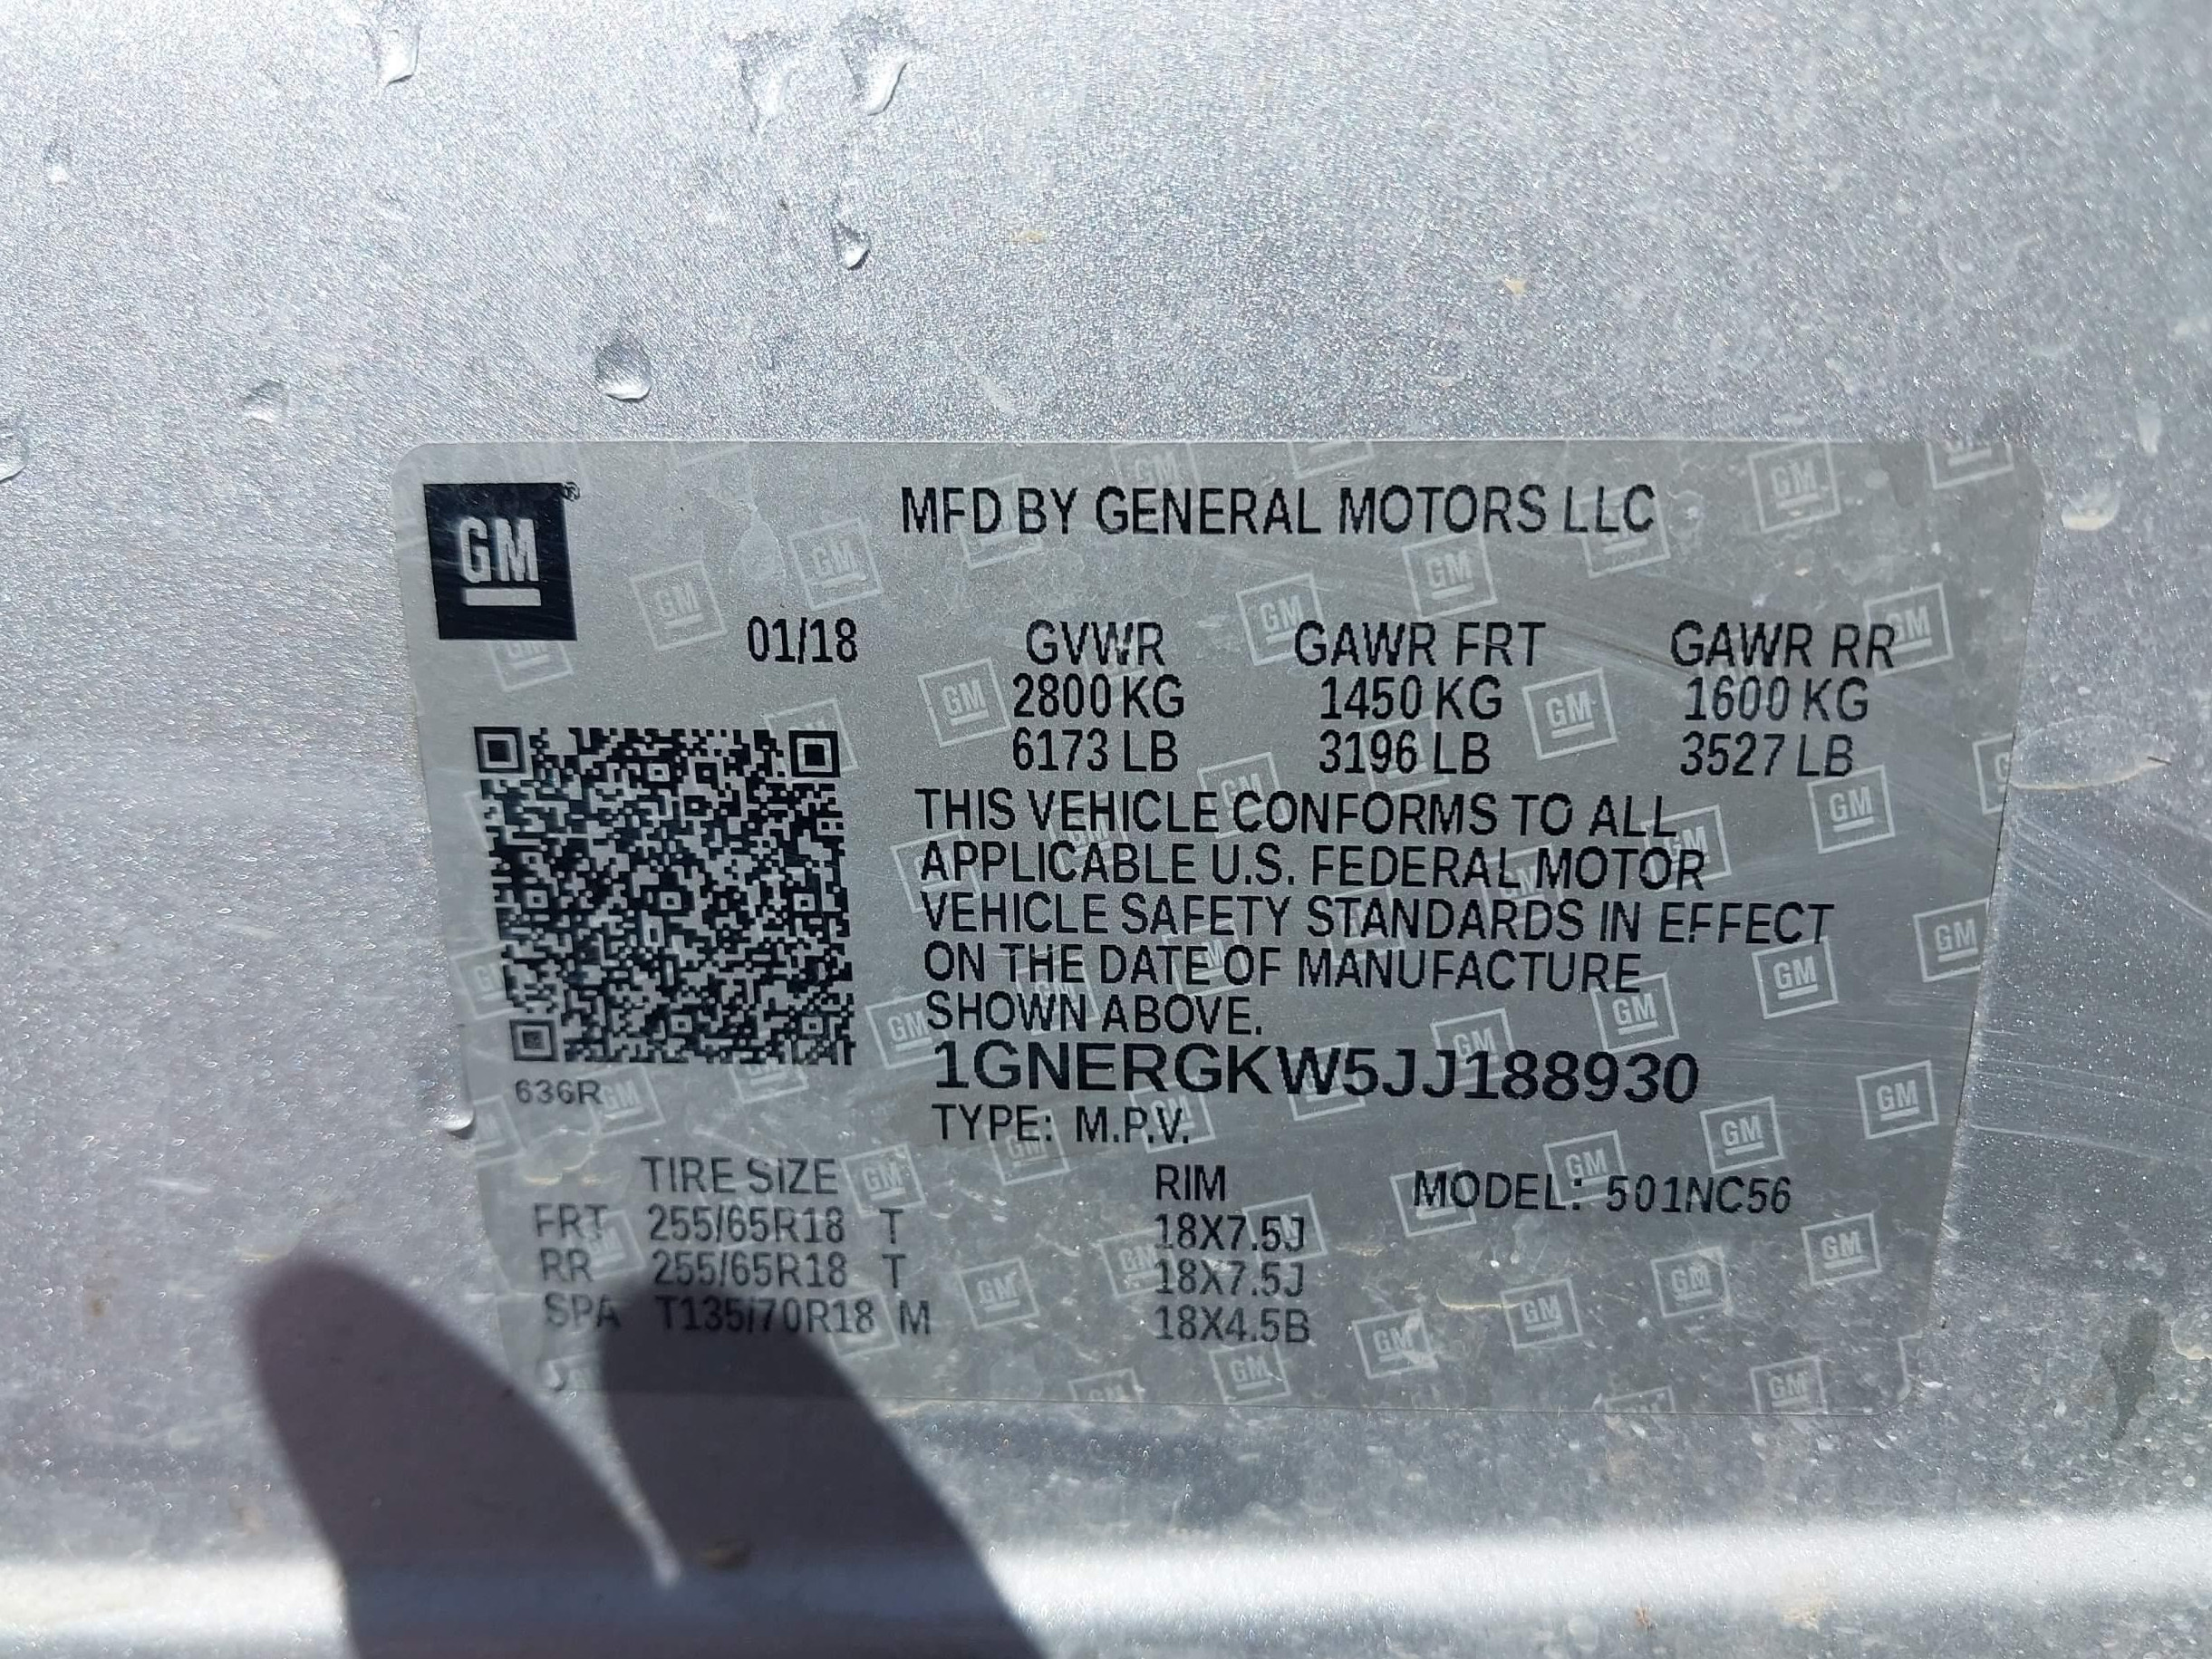 GM
MFD BY GENERAL MOTORS LLC
01/18 GVWR GAWR FRT GAWR RR
2800 KG 1450 KG 1600 KG
6173 LB 3196 LB 3527 LB
THIS VEHICLE CONFORMS TO ALL
APPLICABLE U.S. FEDERAL MOTOR
VEHICLE SAFETY STANDARDS IN EFFECT
ON THE DATE OF MANUFACTURE
SHOWN ABOVE.
1GNERGKW5JJ188930
636R
TYPE: M.P.V.
TIRE SIZE RIM MODEL: 501NC56
FRT 255/65R18 T 18X7.5J
RR 255/65R18 T 18X7.5J
SPA T135/70R18 M 18X4.5B